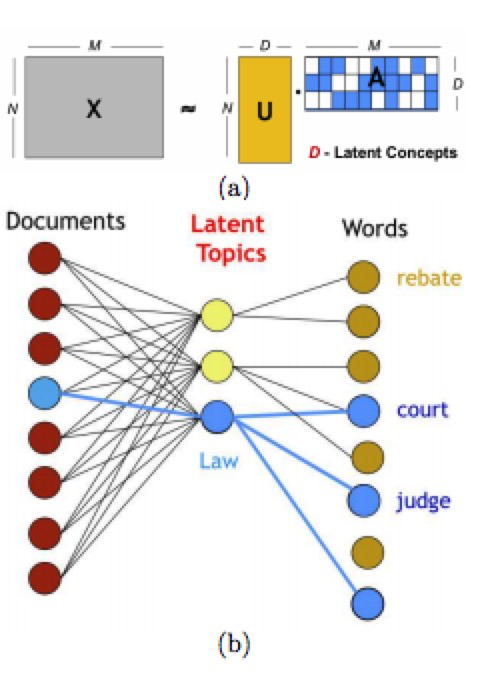 M D M
N X ≈ N U . A D
D - Latent Concepts
(a)
Documents Latent Topics Words
rebate
court
Law
judge
(b)